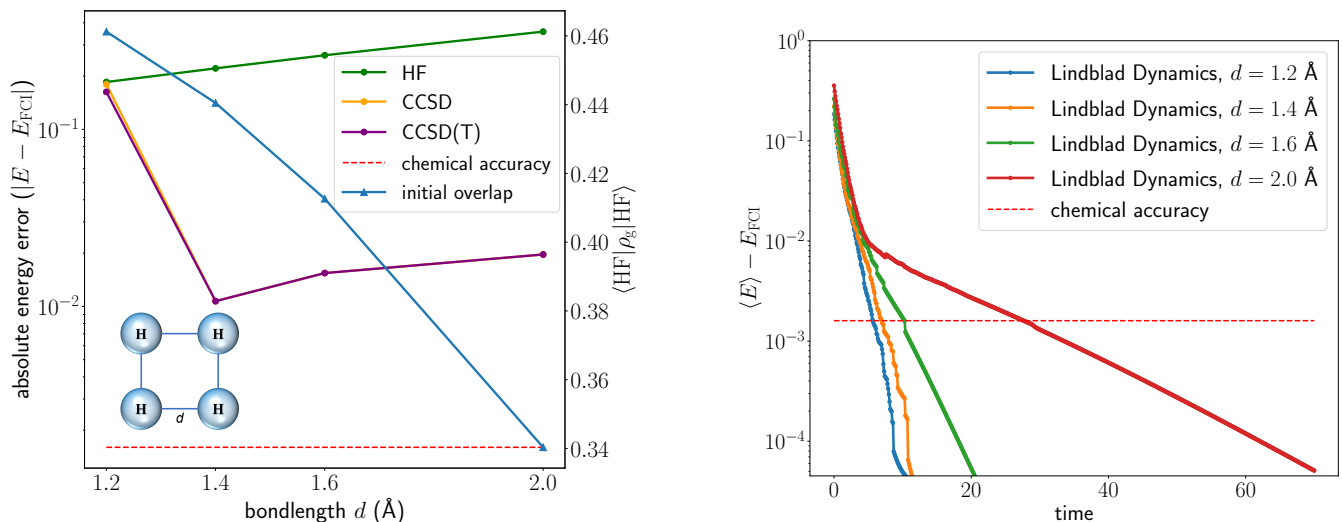 absolute energy error (|E − E_FCI|)
10^{-1}
10^{-2}
HF
CCSD
CCSD(T)
chemical accuracy
initial overlap
H
H
H
H
d
1.2
1.4
1.6
2.0
bondlength d (Å)
0.46
0.44
0.42
0.40
0.38
0.36
0.34
⟨HF|ρ_g|HF⟩
⟨E⟩ − E_FCI
10^0
10^{-1}
10^{-2}
10^{-3}
10^{-4}
Lindblad Dynamics, d = 1.2 Å
Lindblad Dynamics, d = 1.4 Å
Lindblad Dynamics, d = 1.6 Å
Lindblad Dynamics, d = 2.0 Å
chemical accuracy
0
20
40
60
time